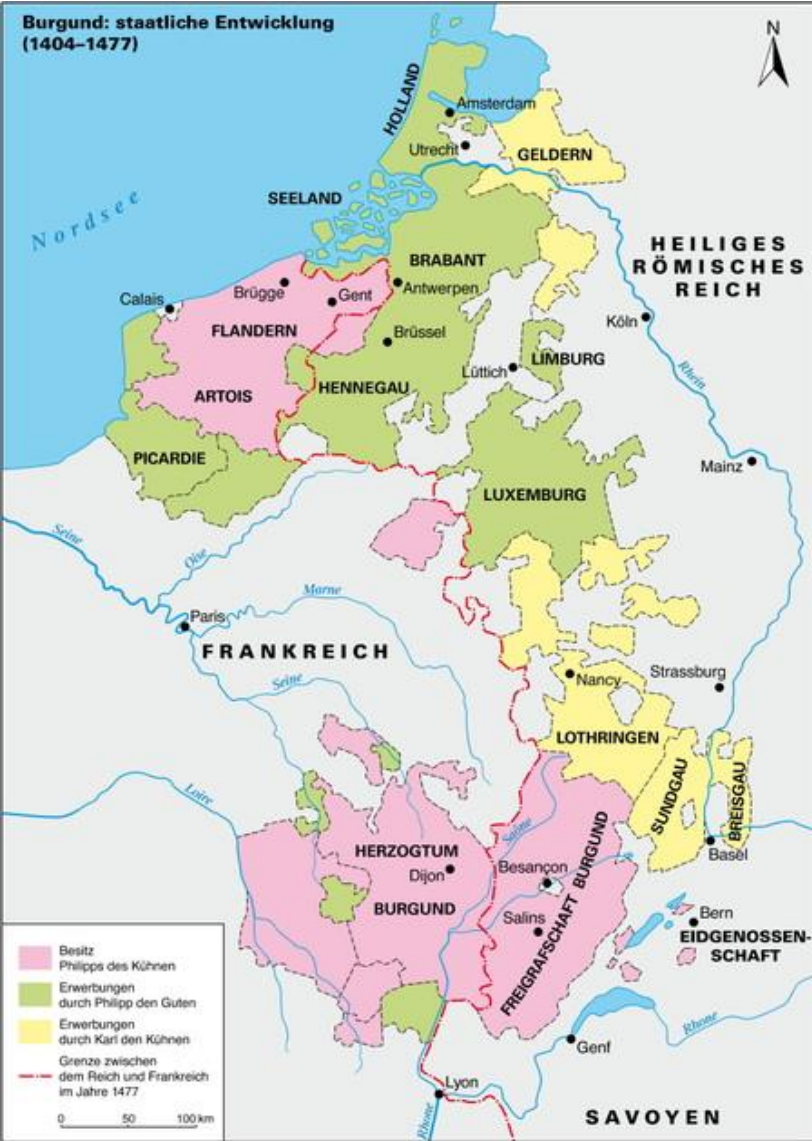 Burgund: staatliche Entwicklung
(1404–1477)
N
Nordsee
HOLLAND
Amsterdam
Utrecht
GELDERN
SEELAND
HEILIGES
RÖMISCHES
REICH
BRABANT
Brügge
Gent
Antwerpen
Calais
FLANDERN
Brüssel
Köln
LIMBURG
Lüttich
Rhein
ARTOIS
HENNEGAU
PICARDIE
Mainz
LUXEMBURG
Seine
Oise
Marne
Paris
FRANKREICH
Seine
Nancy
Strassburg
LOTHRINGEN
SUNDGAU
BREISGAU
Loire
Saône
HERZOGTUM
Dijon
BURGUND
Besançon
Salins
FREIGRAFSCHAFT BURGUND
Basel
Bern
EIDGENOSSEN-
SCHAFT
Rhone
Genf
Lyon
Rhone
SAVOYEN
Besitz
Philipps des Kühnen
Erwerbungen
durch Philipp den Guten
Erwerbungen
durch Karl den Kühnen
Grenze zwischen
dem Reich und Frankreich
im Jahre 1477
0 50 100 km